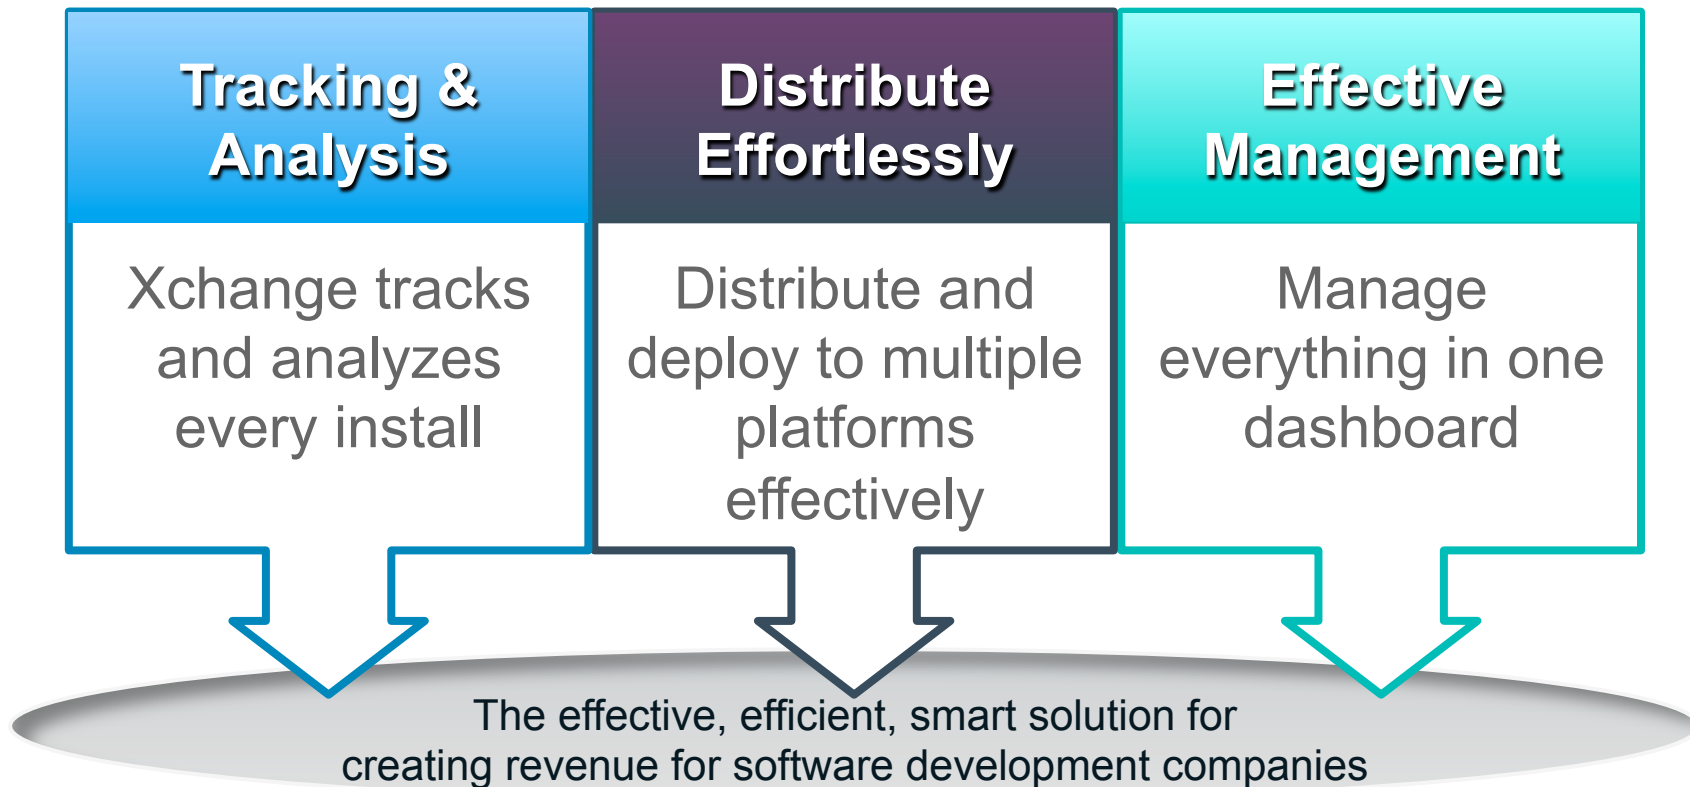 Tracking &
Analysis
Xchange tracks
and analyzes
every install
Distribute
Effortlessly
Distribute and
deploy to multiple
platforms
effectively
Effective
Management
Manage
everything in one
dashboard
The effective, efficient, smart solution for
creating revenue for software development companies